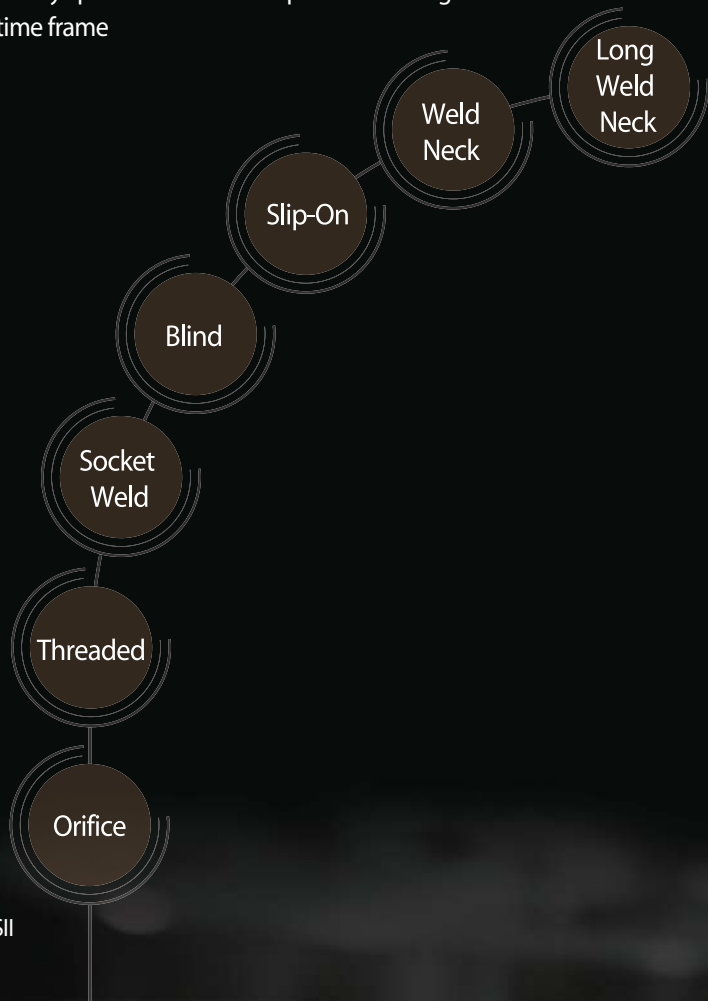 time frame
Long
Weld
Neck
Weld
Neck
Slip-On
Blind
Socket
Weld
Threaded
Orifice